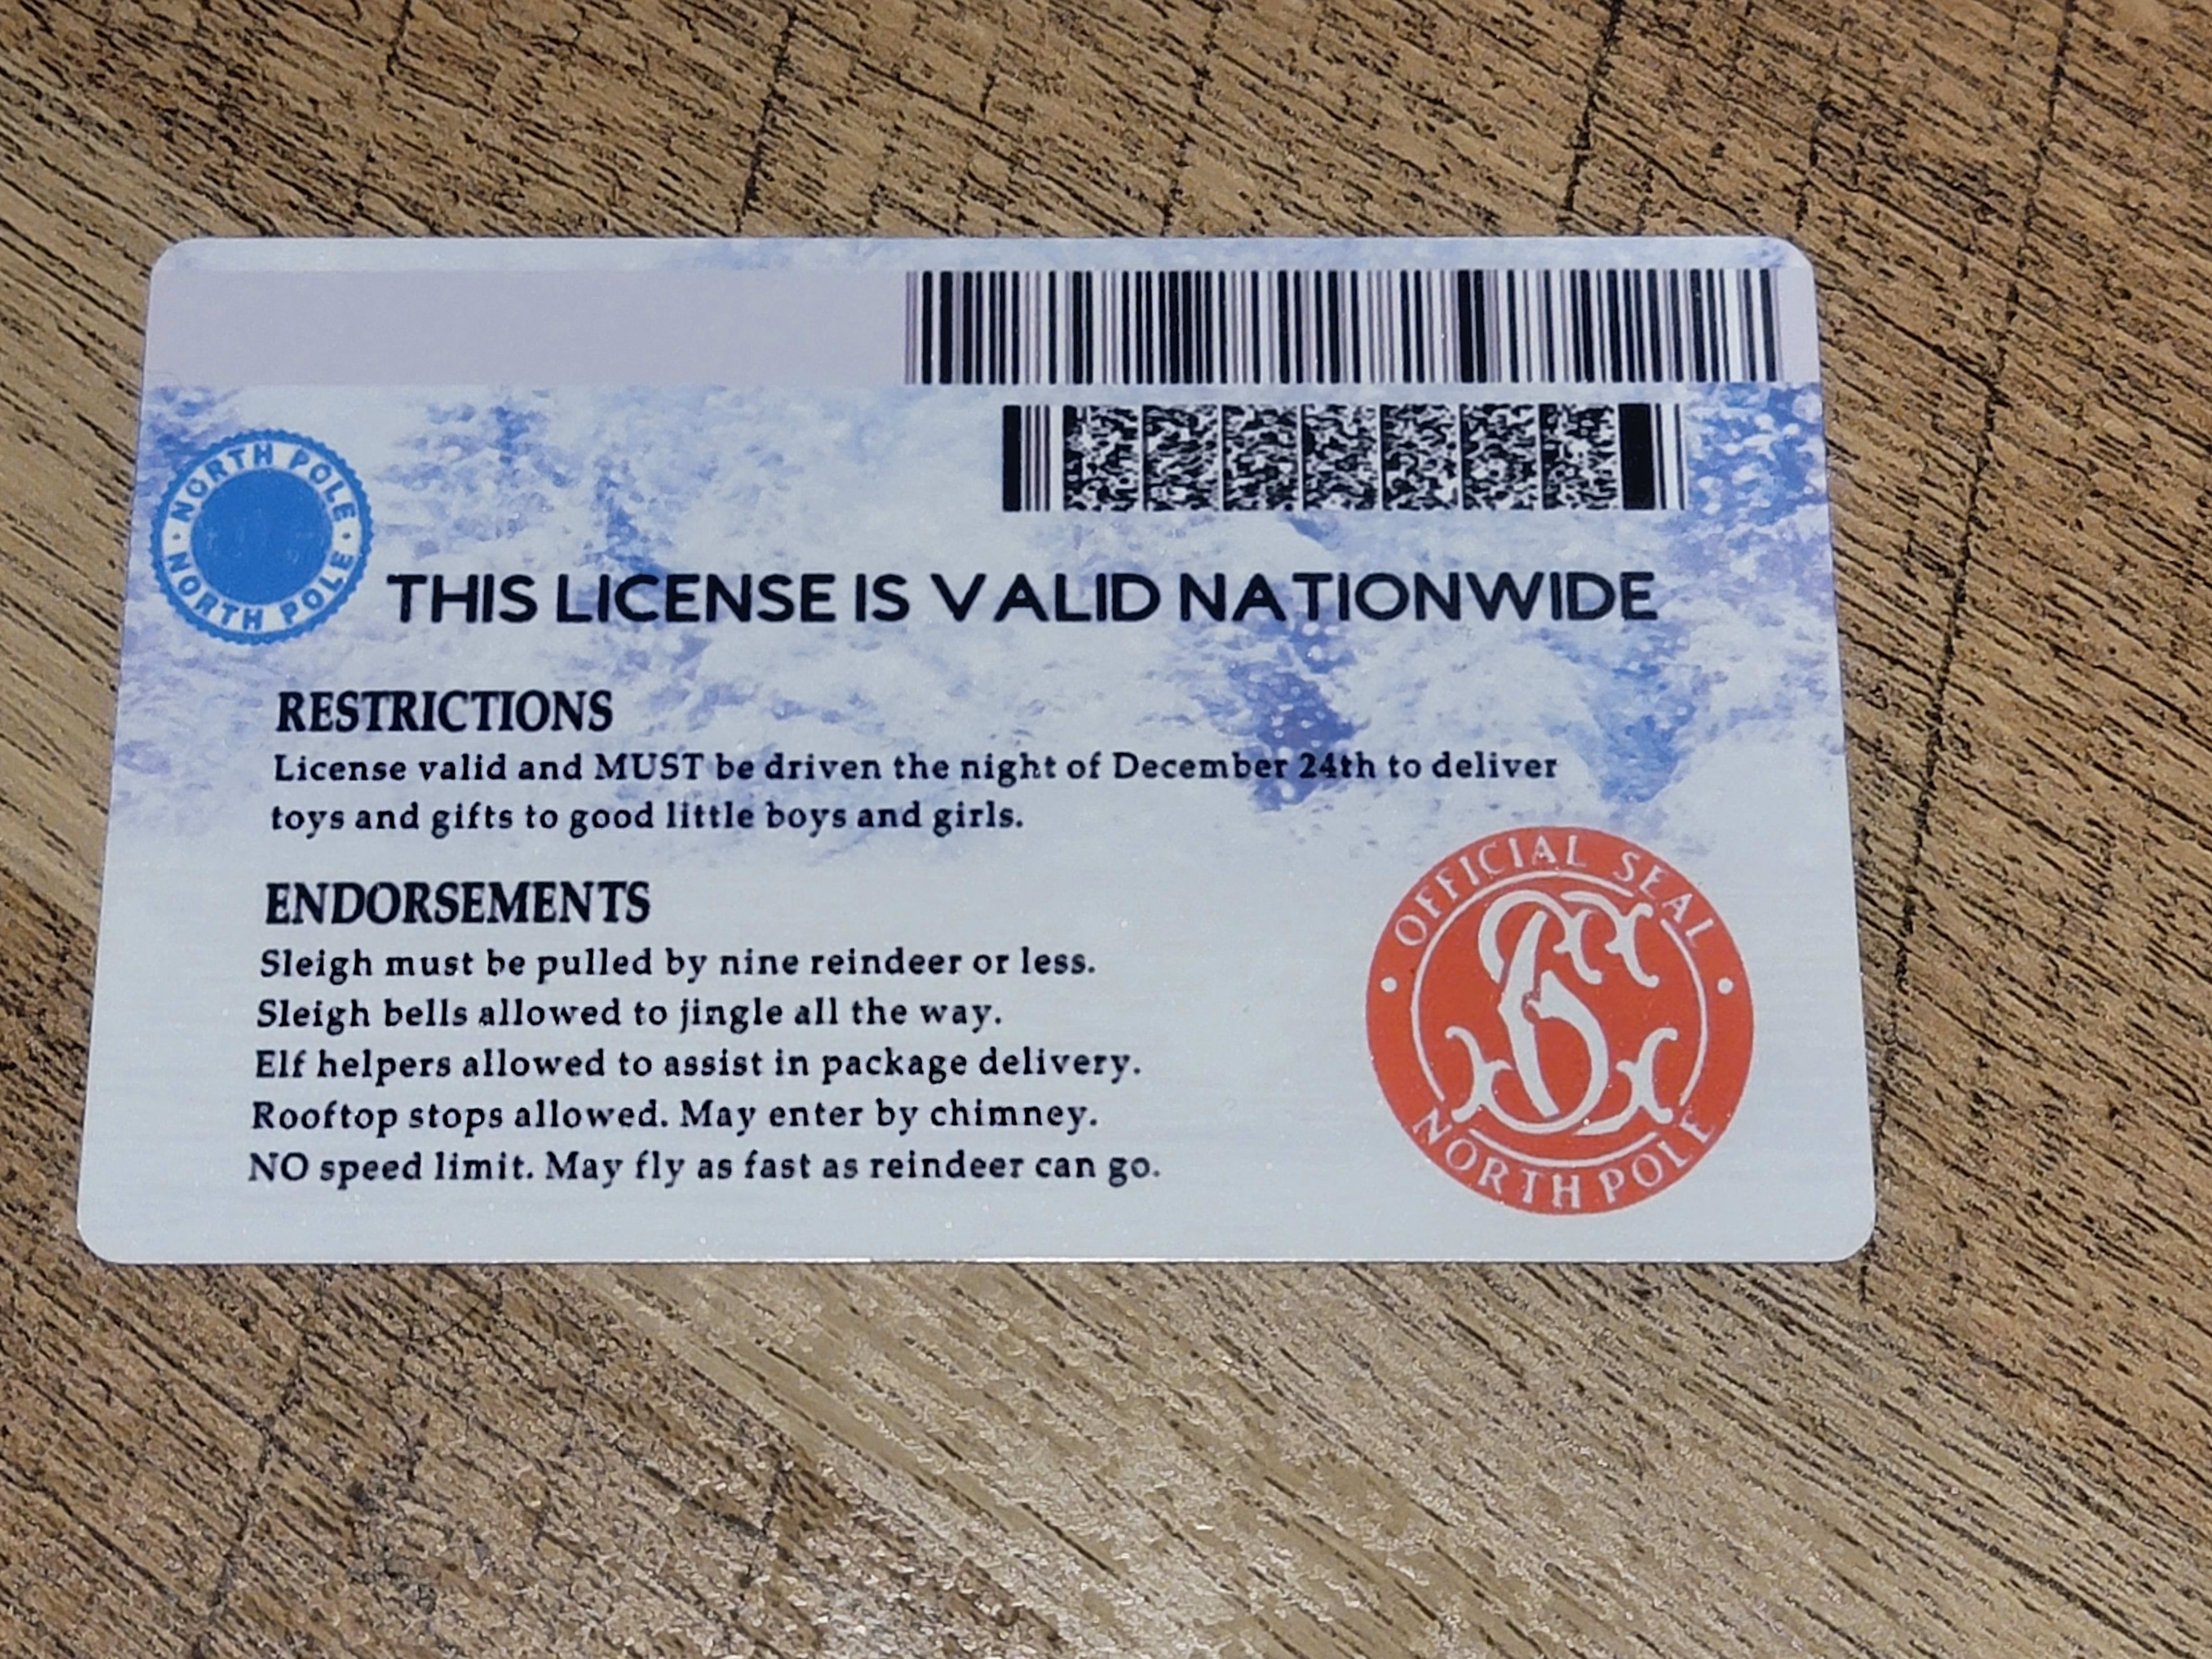 NORTH POLE
NORTH POLE
THIS LICENSE IS VALID NATIONWIDE
RESTRICTIONS
License valid and MUST be driven the night of December 24th to deliver
toys and gifts to good little boys and girls.
ENDORSEMENTS
Sleigh must be pulled by nine reindeer or less.
Sleigh bells allowed to jingle all the way.
Elf helpers allowed to assist in package delivery.
Rooftop stops allowed. May enter by chimney.
NO speed limit. May fly as fast as reindeer can go.
OFFICIAL SEAL
NORTH POLE